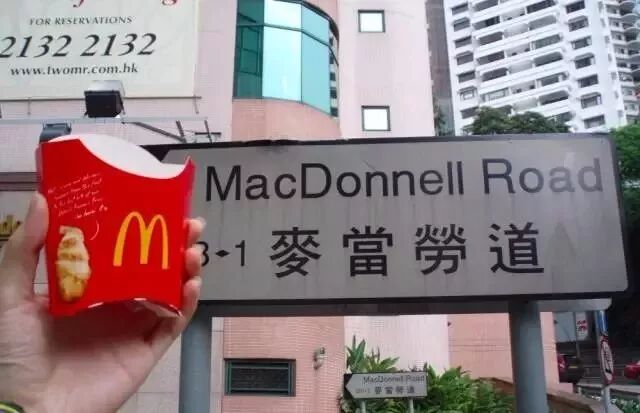 FOR RESERVATIONS
2132 2132
www.twomr.com.hk
MacDonnell Road
3-1 麥當勞道
MacDonnell Road
麥當勞道